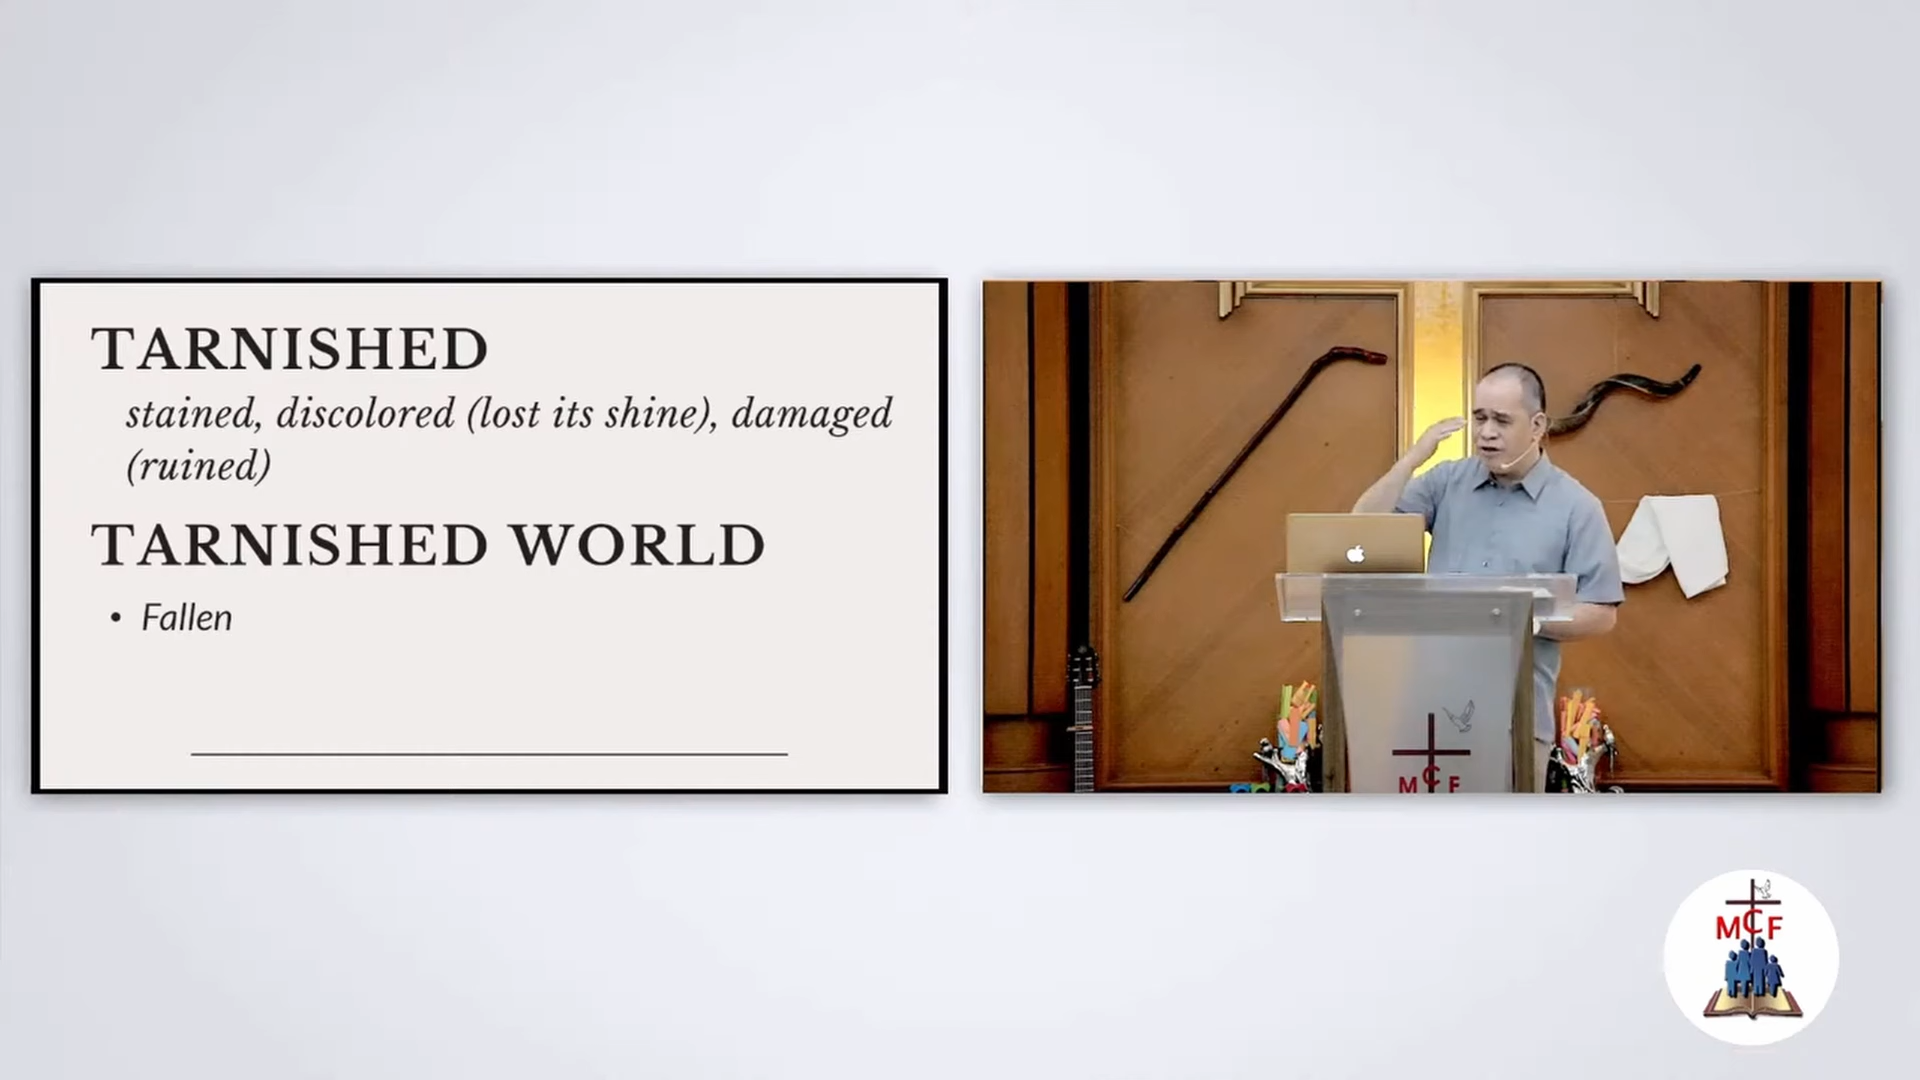 TARNISHED
stained, discolored (lost its shine), damaged
(ruined)
TARNISHED WORLD
• Fallen
MCF
MCF